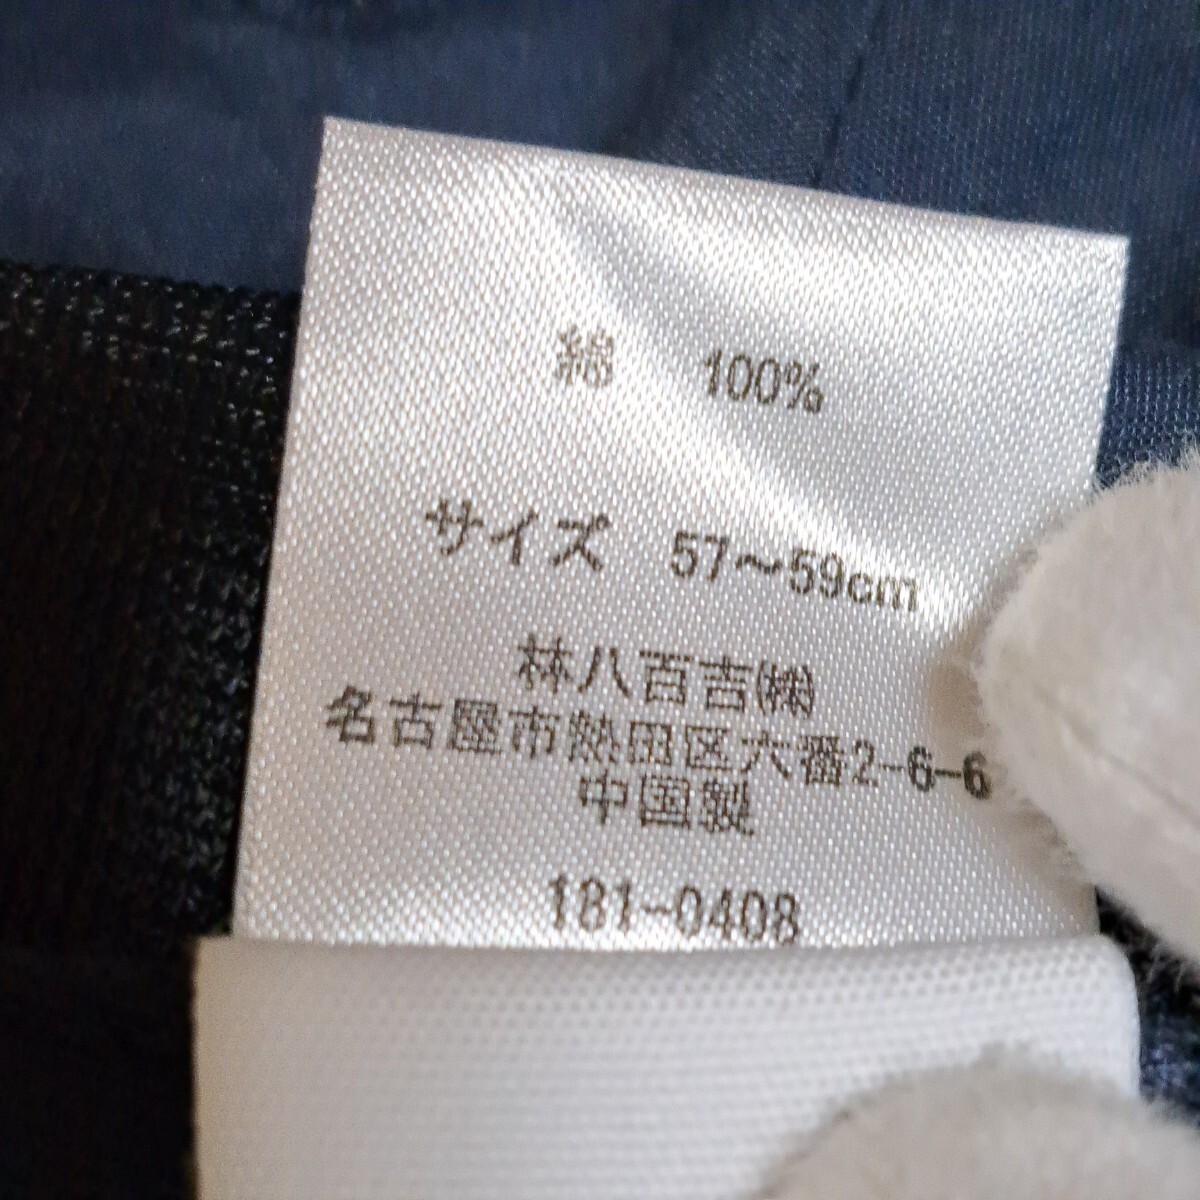 綿　100%
サイズ　57〜59cm
林八百吉㈱
名古屋市熱田区六番2-6-6
中国製
181-0408